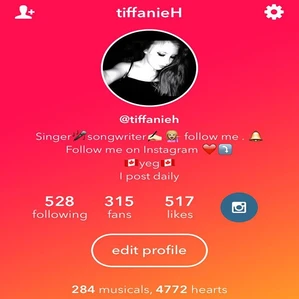 tiffanieH
@tiffanieh
Singer🎤songwriter✍🏼 🙈 follow me . 🔔
Follow me on Instagram ❤️⤵️
🇨🇦yeg🇨🇦
I post daily
528 315 517
following fans likes
edit profile
284 musicals, 4772 hearts